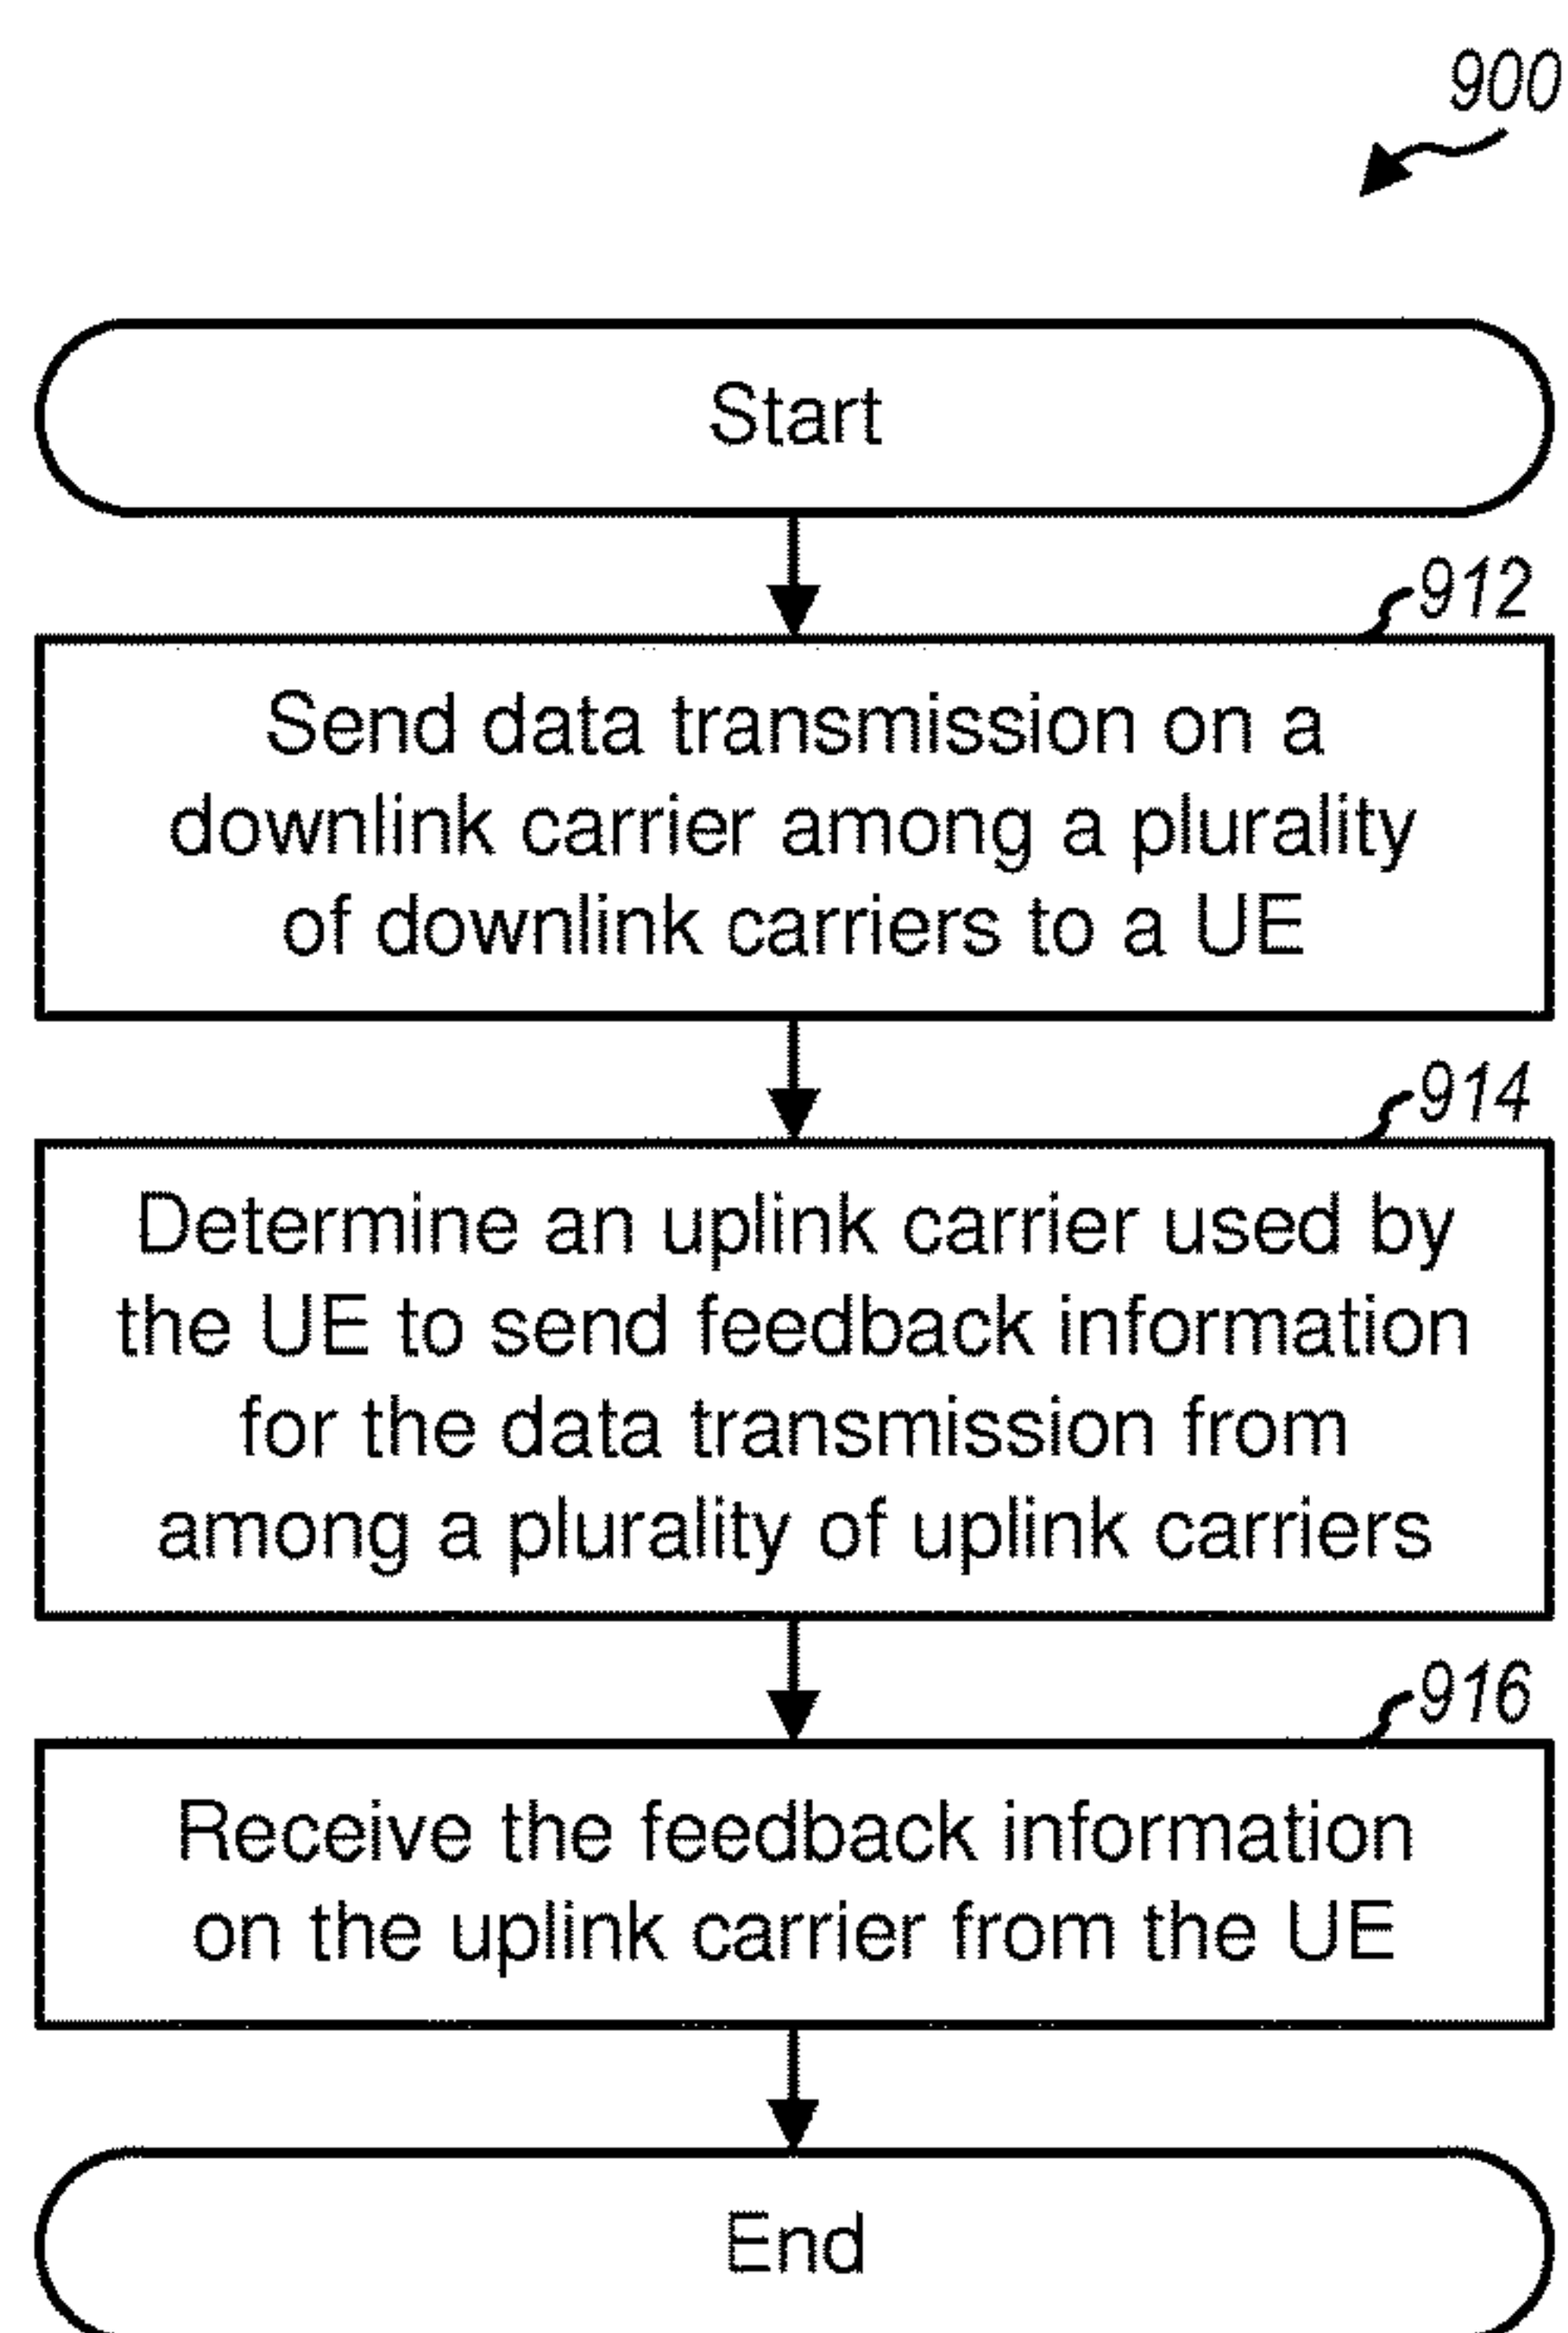 900
Start
912
Send data transmission on a
downlink carrier among a plurality
of downlink carriers to a UE
914
Determine an uplink carrier used by
the UE to send feedback information
for the data transmission from
among a plurality of uplink carriers
916
Receive the feedback information
on the uplink carrier from the UE
End